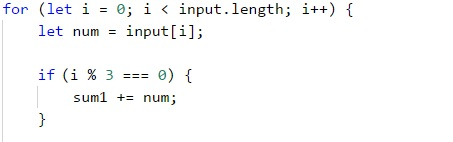 for (let i = 0; i < input.length; i++) {
    let num = input[i];

    if (i % 3 === 0) {
        sum1 += num;
    }